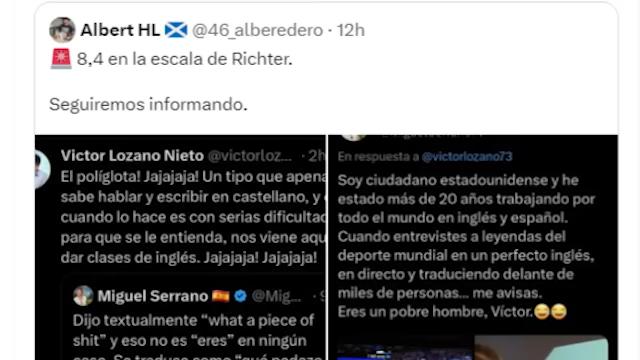 Albert HL @46_alberedero · 12h
8,4 en la escala de Richter.
Seguiremos informando.
Victor Lozano Nieto @victorloz... · 2h
El políglota! Jajajaja! Un tipo que apena
sabe hablar y escribir en castellano, y
cuando lo hace es con serias dificultad
para que se le entienda, nos viene aqu
dar clases de inglés. Jajajaja! Jajajaja!
Miguel Serrano @Mig...
Dijo textualmente “what a piece of
shit” y eso no es “eres” en ningún
En respuesta a @victorlozano73
Soy ciudadano estadounidense y he
estado más de 20 años trabajando por
todo el mundo en inglés y español.
Cuando entrevistes a leyendas del
deporte mundial en un perfecto inglés,
en directo y traduciendo delante de
miles de personas... me avisas.
Eres un pobre hombre, Víctor.